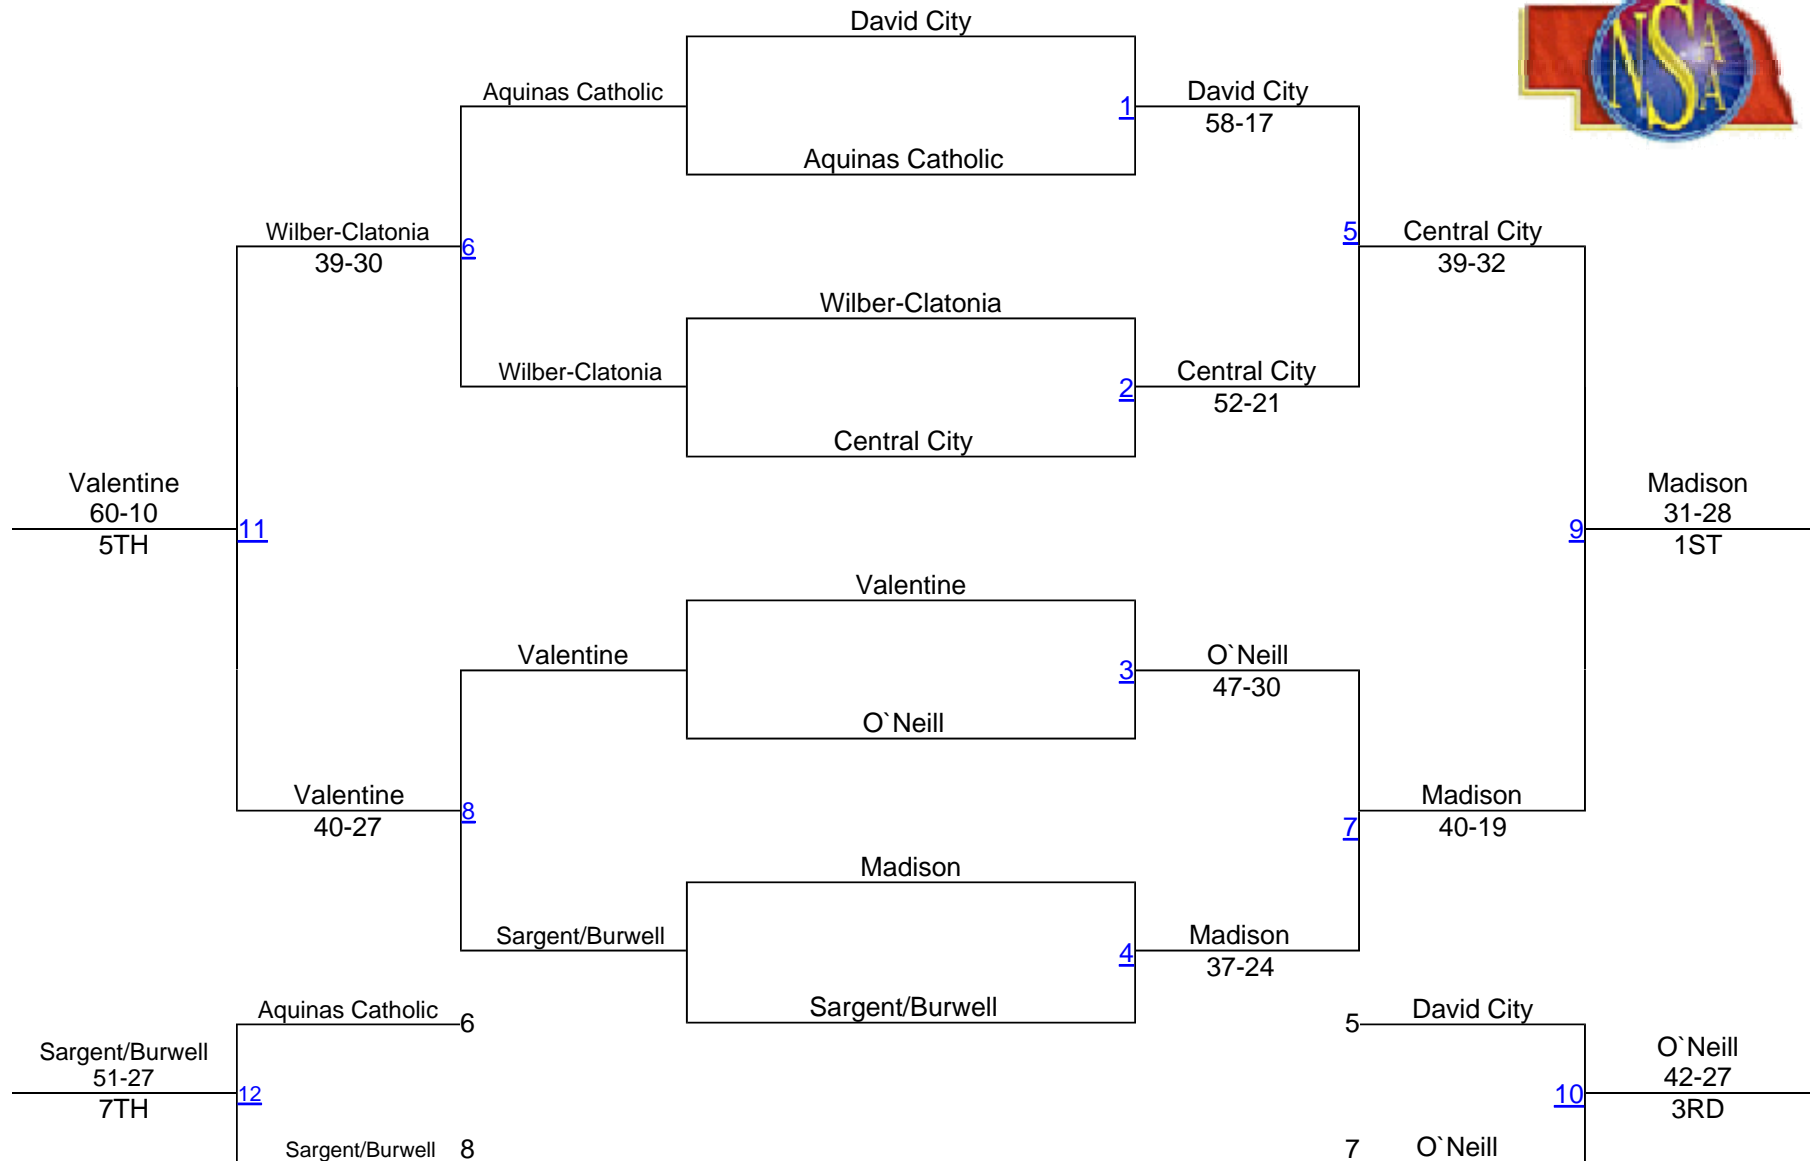 David City
Aquinas Catholic
1
David City
58-17
Aquinas Catholic
NSAA
Wilber-Clatonia
39-30
6
5
Central City
39-32
Wilber-Clatonia
Wilber-Clatonia
2
Central City
52-21
Central City
Valentine
60-10
5TH
11
9
Madison
31-28
1ST
Valentine
Valentine
3
O`Neill
47-30
O`Neill
Valentine
40-27
8
7
Madison
40-19
Madison
Sargent/Burwell
4
Madison
37-24
Sargent/Burwell
Aquinas Catholic
6
5
David City
Sargent/Burwell
51-27
7TH
12
10
O`Neill
42-27
3RD
Sargent/Burwell
8
7
O`Neill